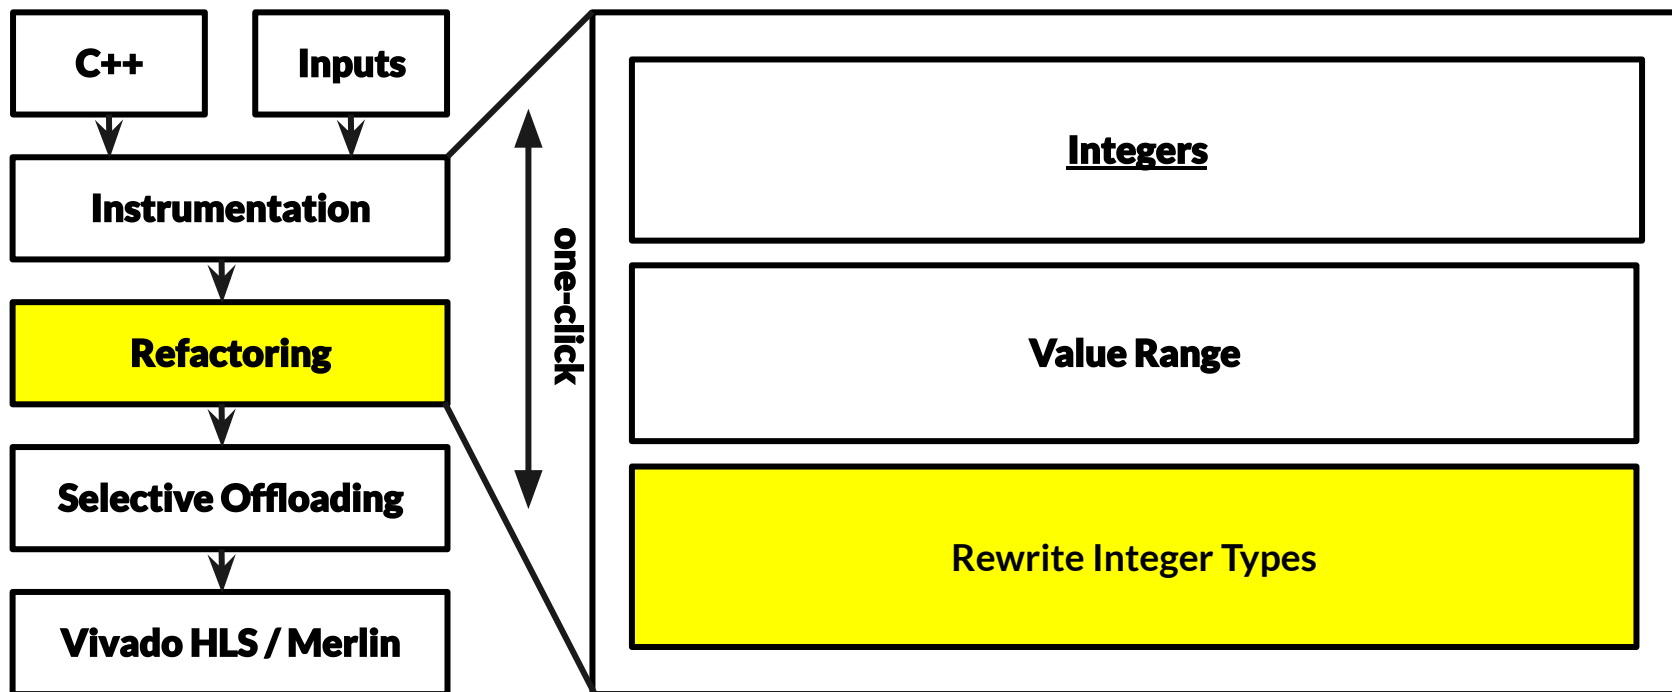 C++
Inputs
Instrumentation
Refactoring
Selective Offloading
Vivado HLS / Merlin
one-click
Integers
Value Range
Rewrite Integer Types